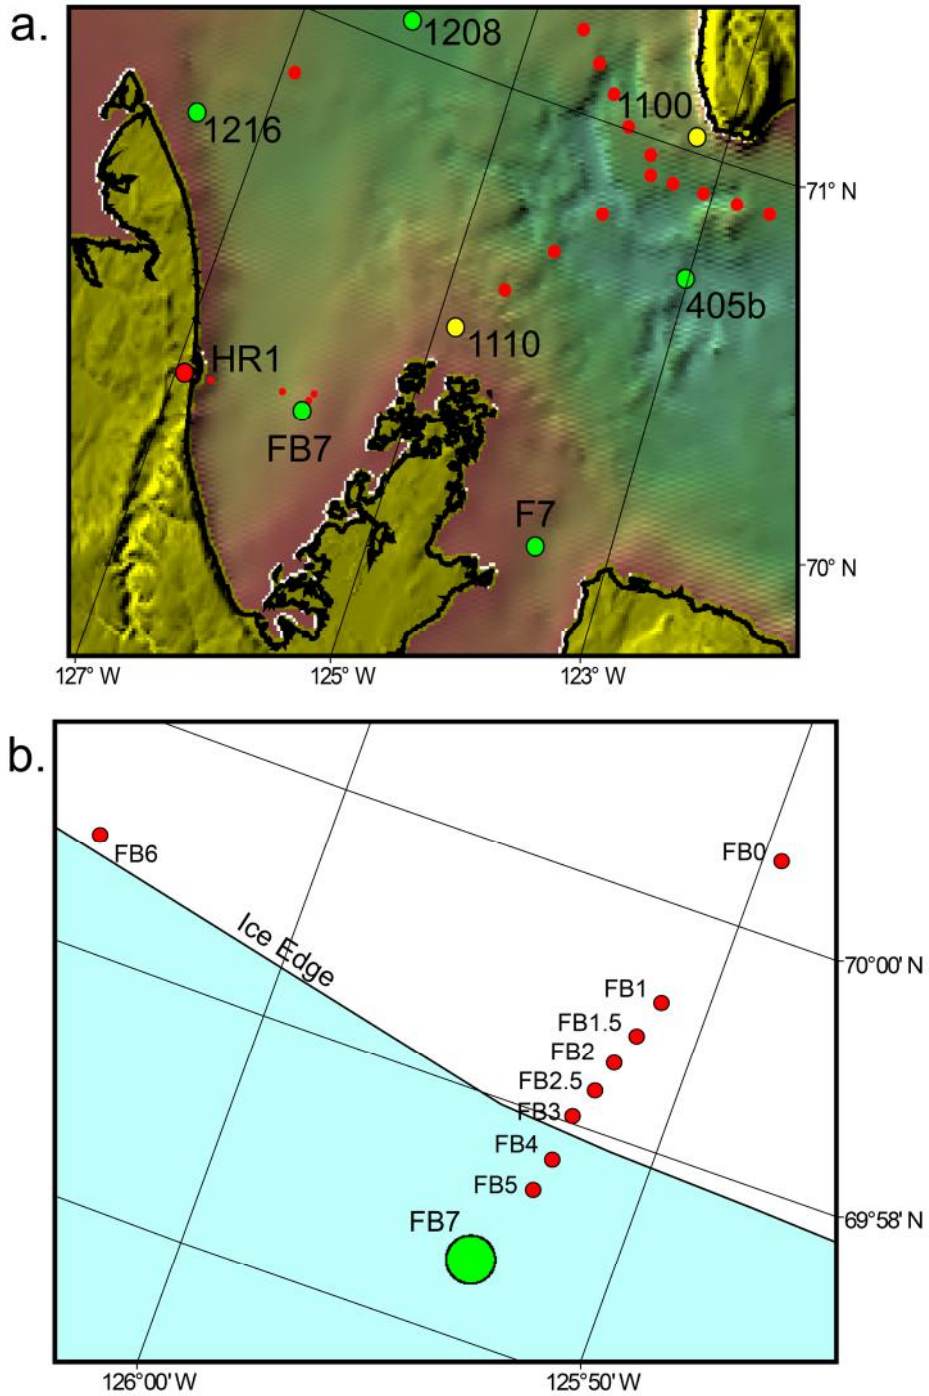 a.
1208
1216
1100
71° N
405b
1110
HR1
FB7
F7
70° N
127° W
125° W
123° W
b.
FB6
FB0
Ice Edge
70°00' N
FB1
FB1.5
FB2
FB2.5
FB3
FB4
FB5
FB7
69°58' N
126°00' W
125°50' W